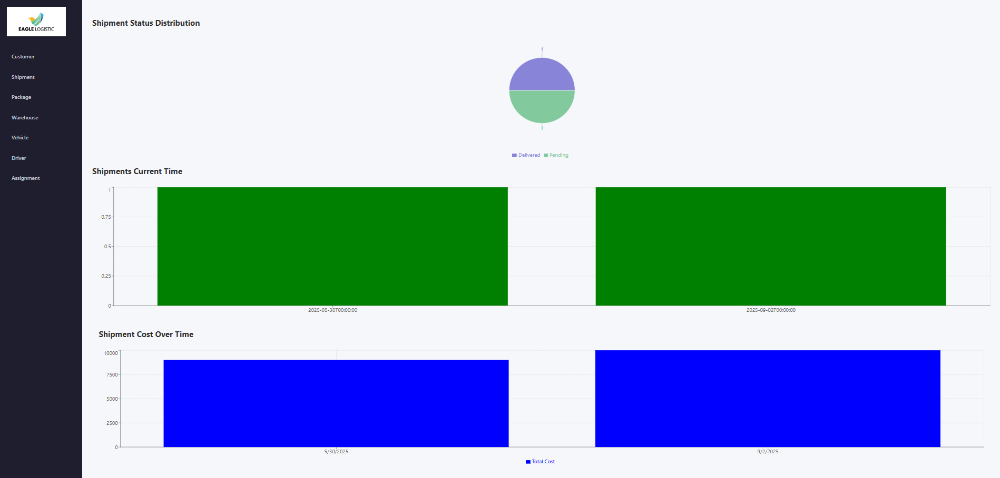 EAGLE LOGISTIC
Customer
Shipment
Package
Warehouse
Vehicle
Driver
Assignment
Shipment Status Distribution
1
1
Delivered Pending
Shipments Current Time
1
0.75
0.5
0.25
0
2025-05-30T00:00:00 2025-09-02T00:00:00
Shipment Cost Over Time
10000
7500
5000
2500
0
5/30/2025 9/2/2025
Total Cost